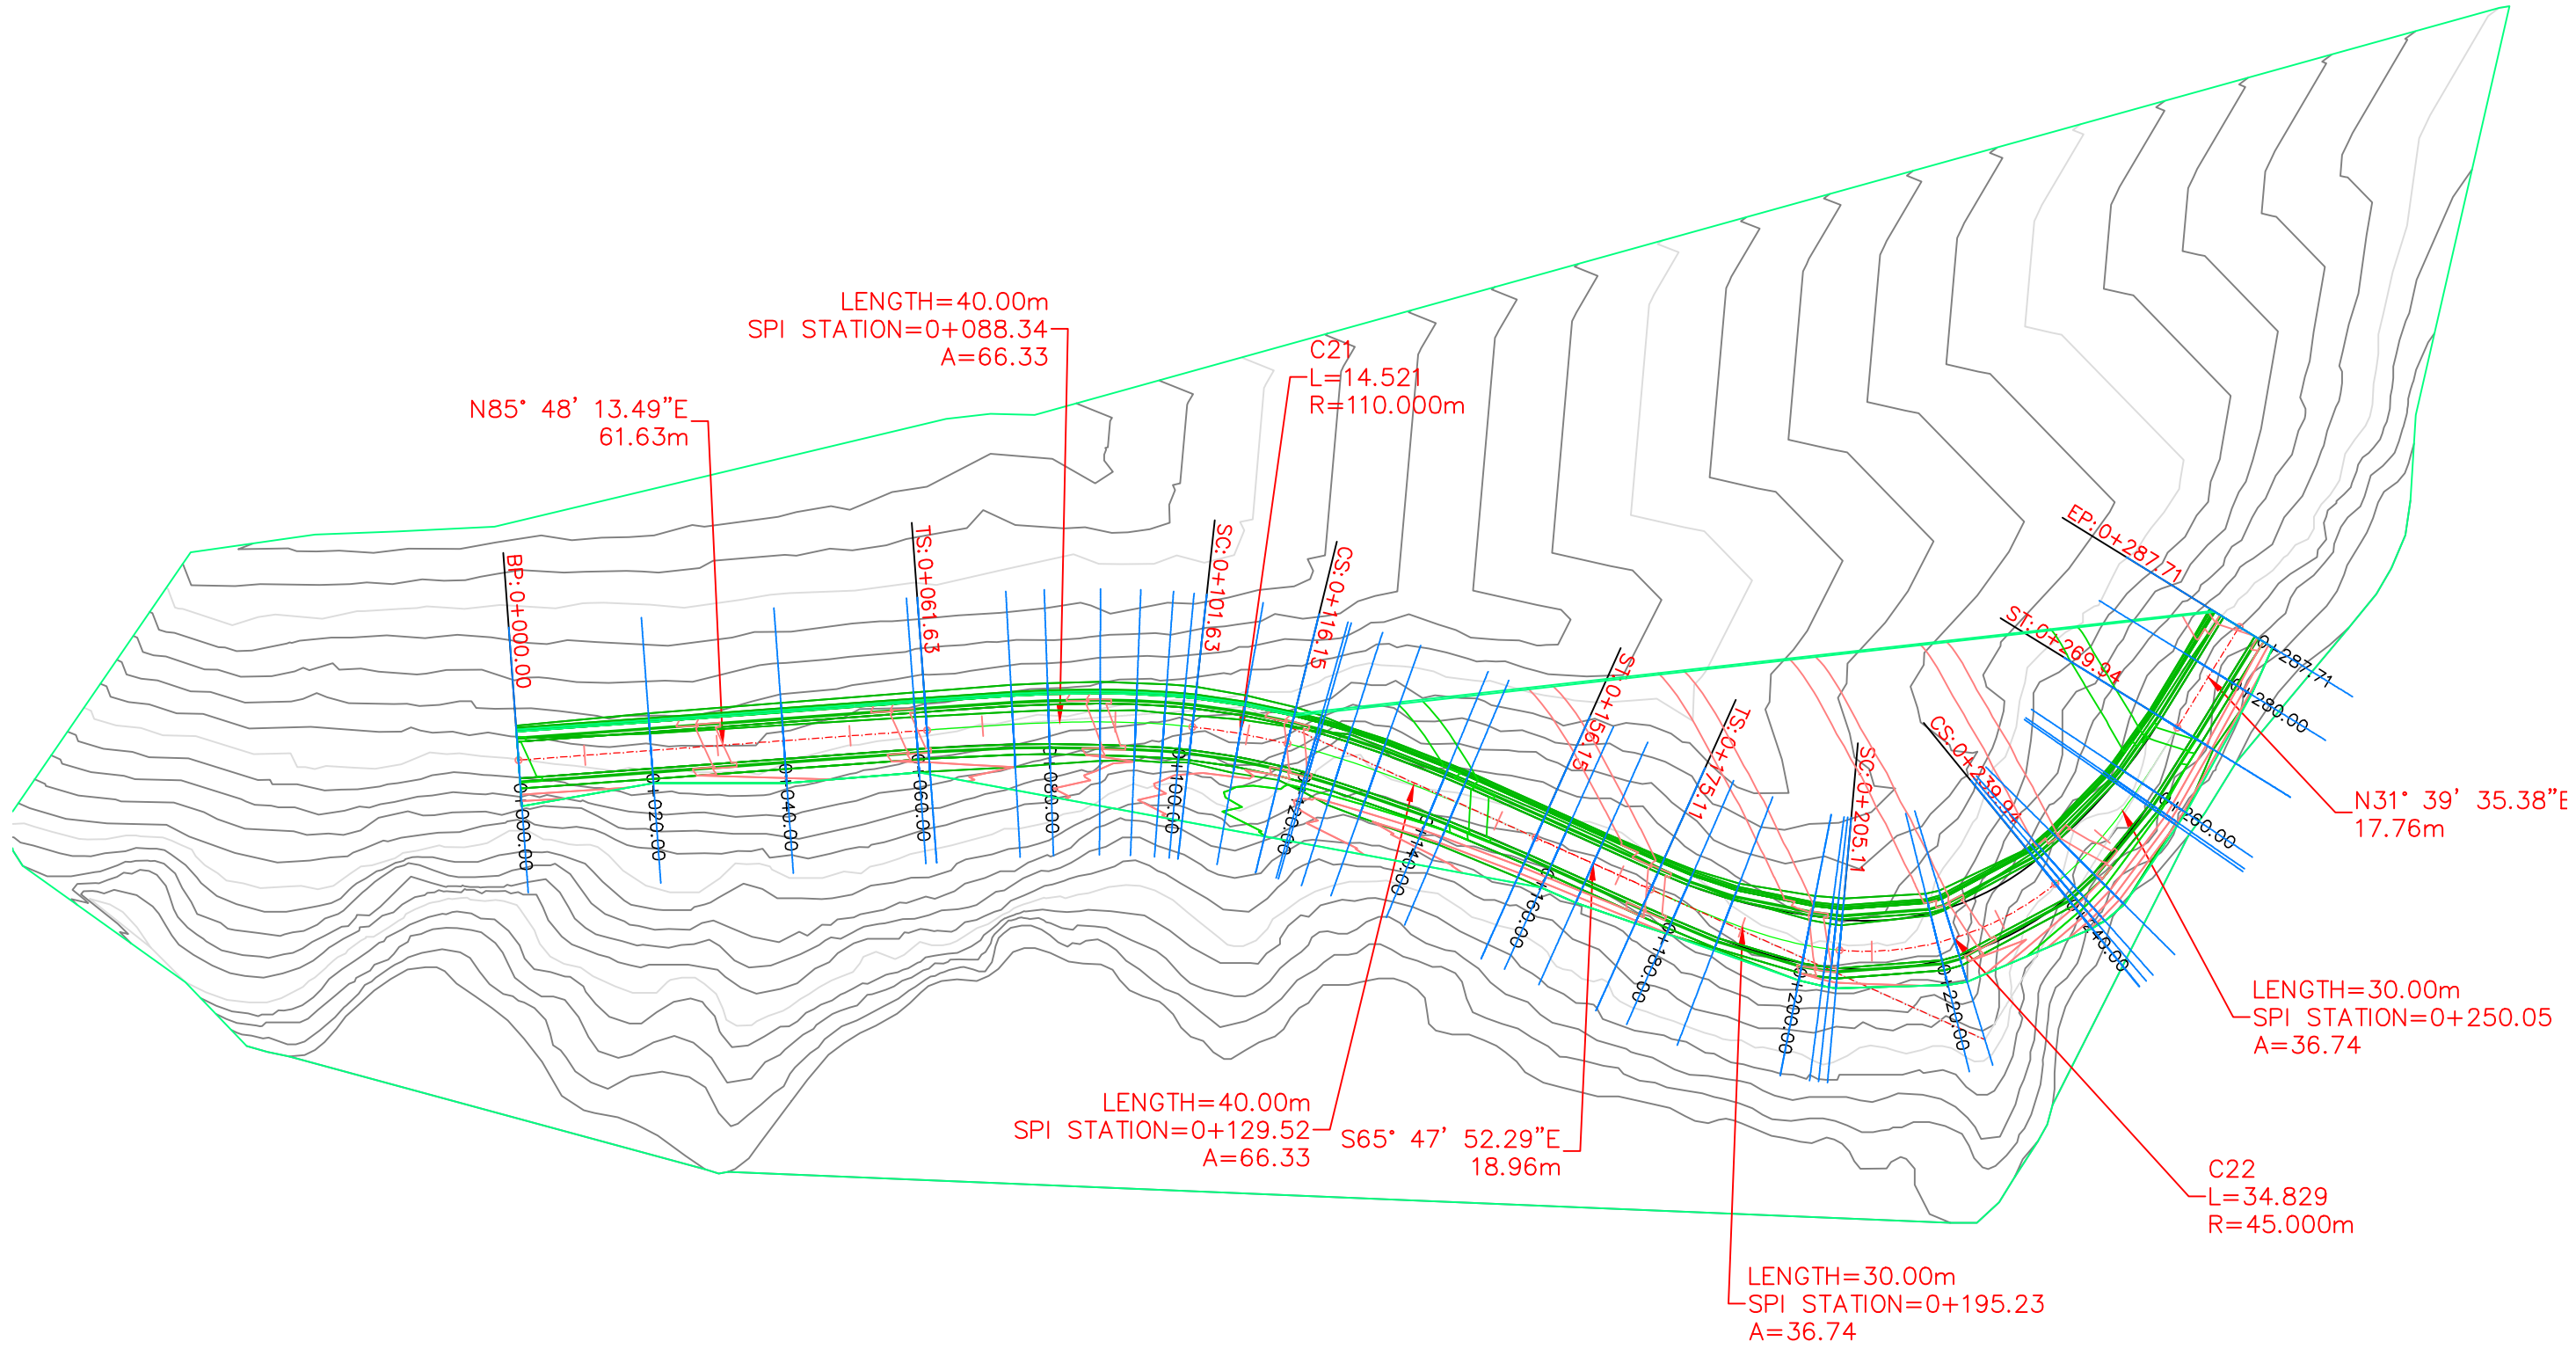 LENGTH=40.00m
SPI STATION=0+088.34
A=66.33
C21
L=14.521
R=110.000m
N85° 48' 13.49"E
61.63m
BP: 0+000.00
TS: 0+061.63
SC: 0+101.63
CS: 0+116.15
ST: 0+156.15
TS: 0+175.11
SC: 0+205.11
CS: 0+239.94
ST: 0+269.94
EP: 0+287.71
0+000.00
0+020.00
0+040.00
0+060.00
0+080.00
0+100.00
0+120.00
0+140.00
0+160.00
0+180.00
0+200.00
0+220.00
0+240.00
0+260.00
0+280.00
0+287.71
N31° 39' 35.38"E
17.76m
LENGTH=30.00m
SPI STATION=0+250.05
A=36.74
LENGTH=40.00m
SPI STATION=0+129.52
A=66.33
S65° 47' 52.29"E
18.96m
C22
L=34.829
R=45.000m
LENGTH=30.00m
SPI STATION=0+195.23
A=36.74